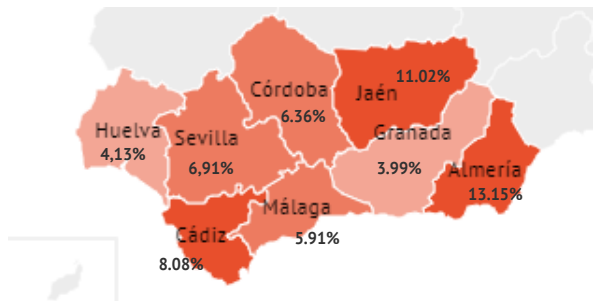 Córdoba
6.36%
Jaén
11.02%
Huelva
4,13%
Sevilla
6,91%
Granada
3.99%
Almería
13.15%
Málaga
5.91%
Cádiz
8.08%